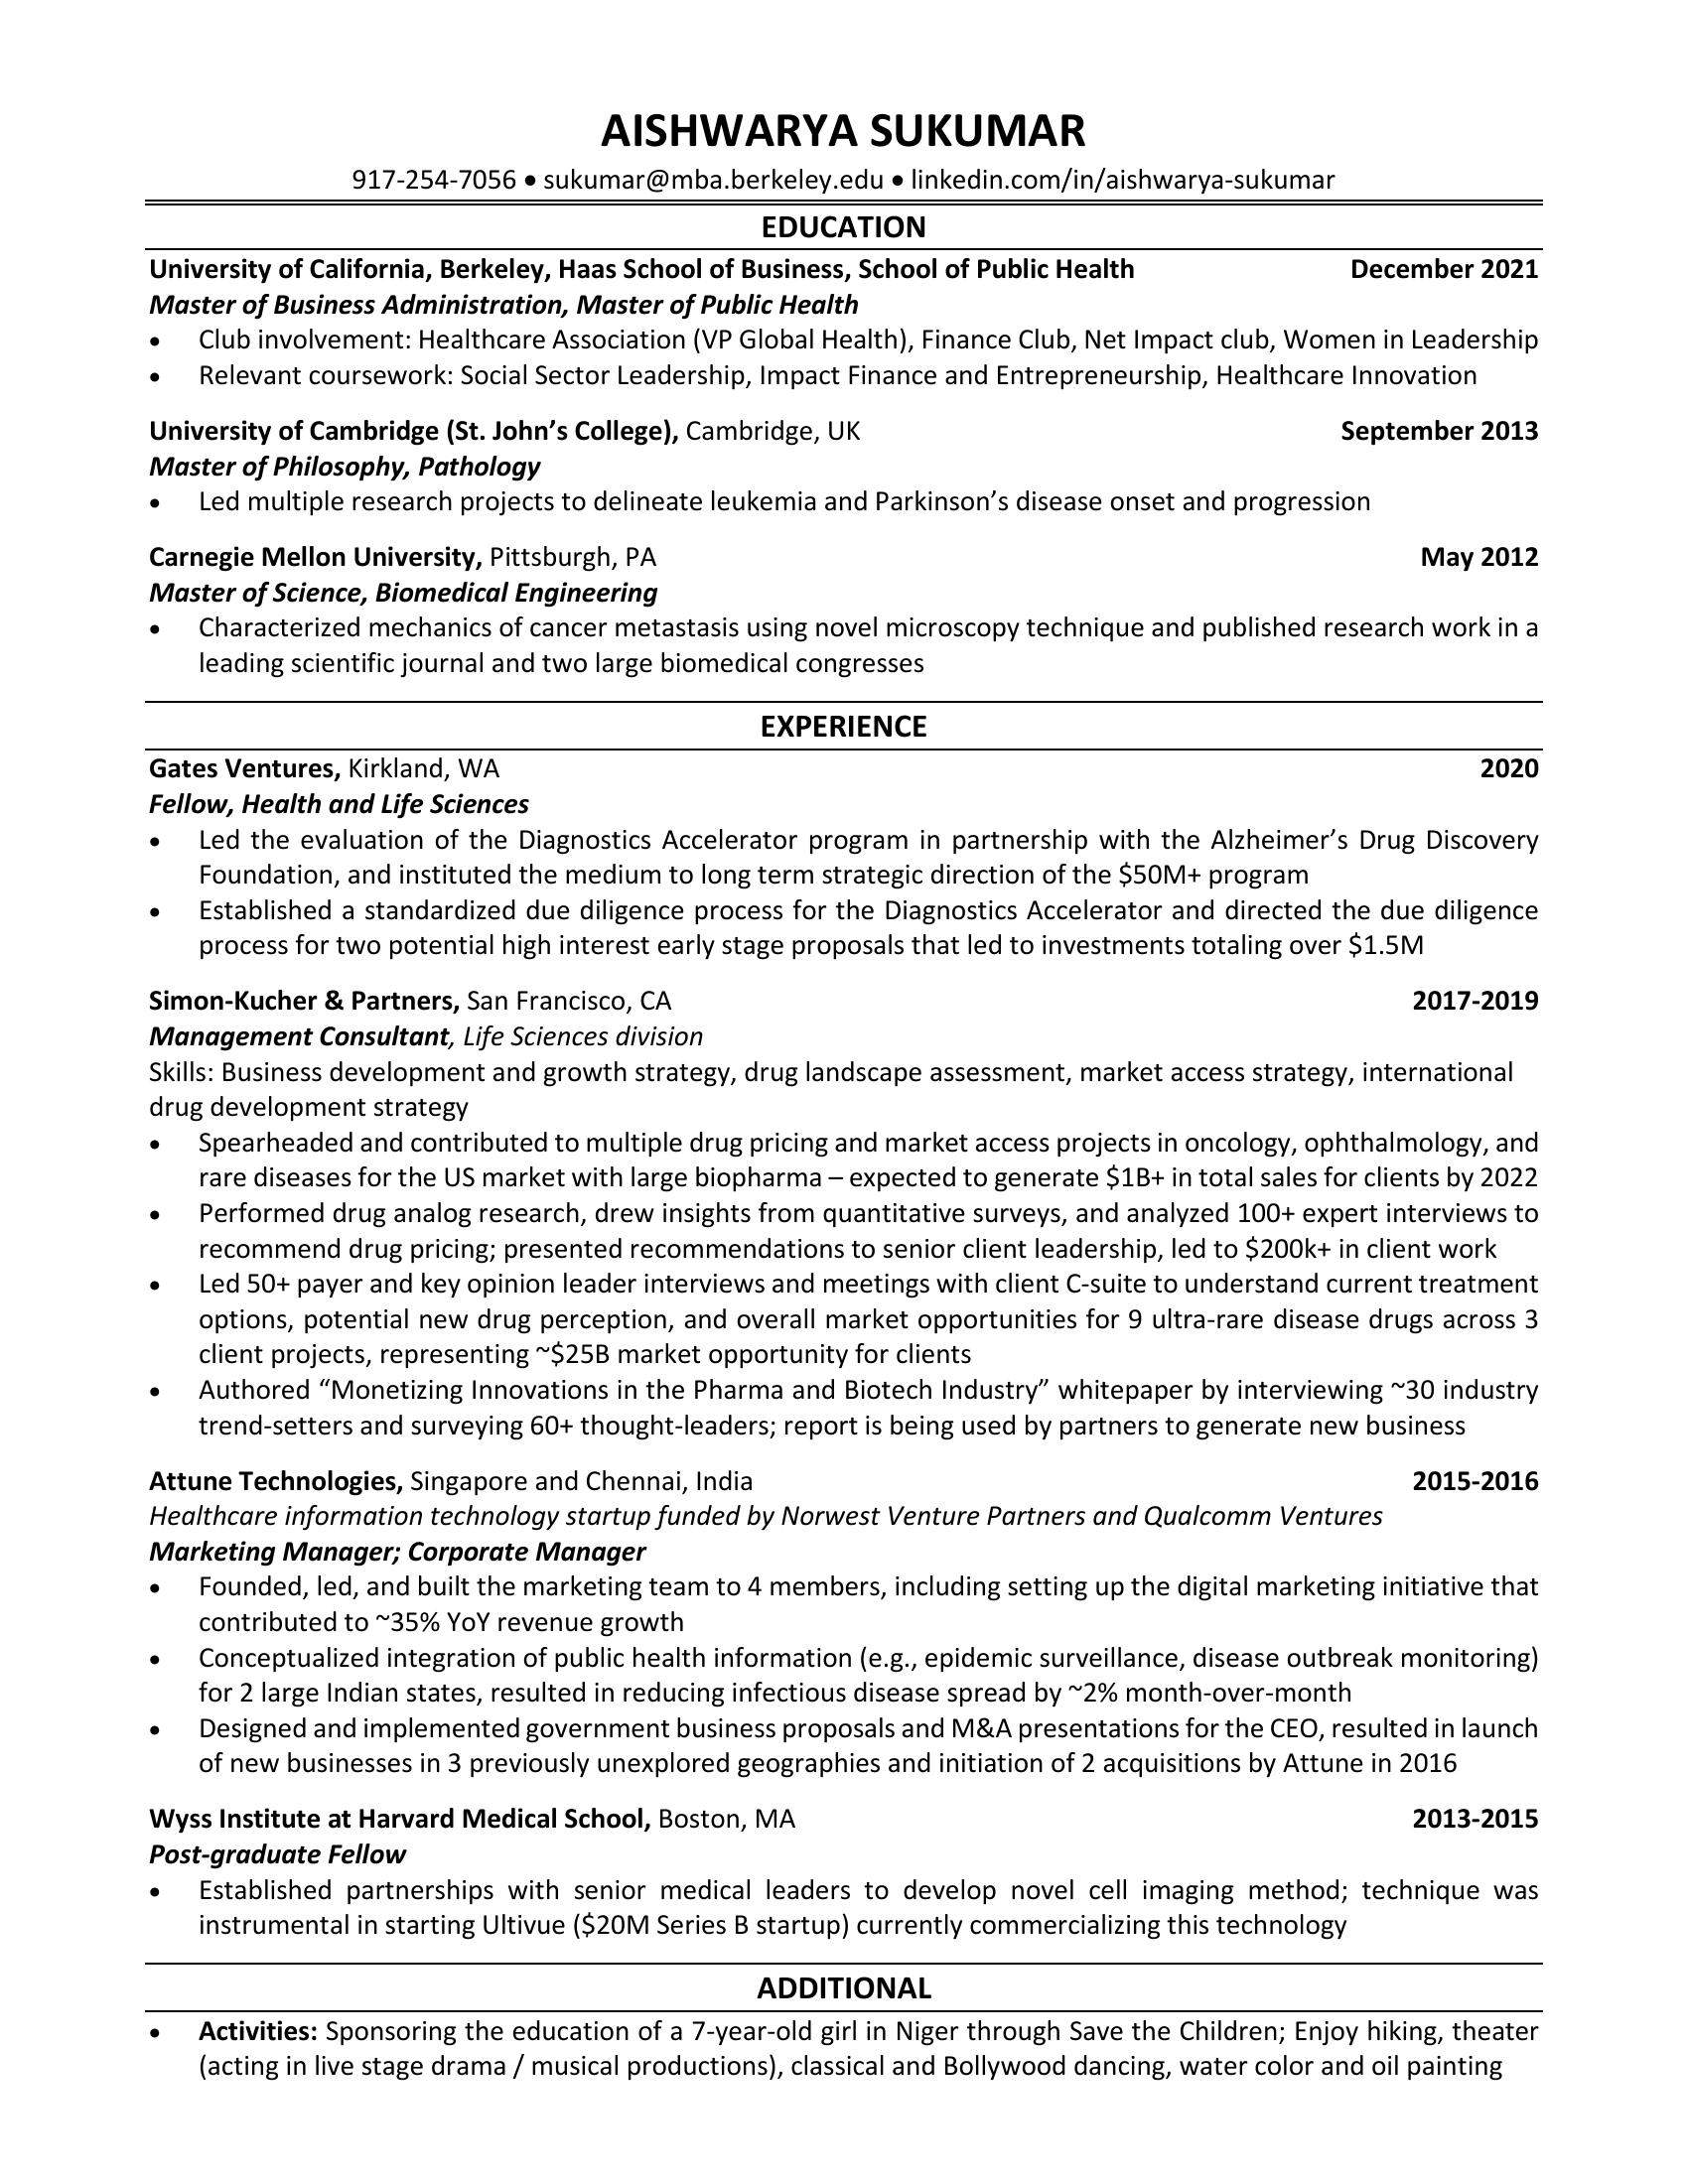 AISHWARYA SUKUMAR
917-254-7056 • sukumar@mba.berkeley.edu • linkedin.com/in/aishwarya-sukumar
EDUCATION
University of California, Berkeley, Haas School of Business, School of Public Health December 2021
Master of Business Administration, Master of Public Health
• Club involvement: Healthcare Association (VP Global Health), Finance Club, Net Impact club, Women in Leadership
• Relevant coursework: Social Sector Leadership, Impact Finance and Entrepreneurship, Healthcare Innovation
University of Cambridge (St. John’s College), Cambridge, UK September 2013
Master of Philosophy, Pathology
• Led multiple research projects to delineate leukemia and Parkinson’s disease onset and progression
Carnegie Mellon University, Pittsburgh, PA May 2012
Master of Science, Biomedical Engineering
• Characterized mechanics of cancer metastasis using novel microscopy technique and published research work in a
leading scientific journal and two large biomedical congresses
EXPERIENCE
Gates Ventures, Kirkland, WA 2020
Fellow, Health and Life Sciences
• Led the evaluation of the Diagnostics Accelerator program in partnership with the Alzheimer’s Drug Discovery
Foundation, and instituted the medium to long term strategic direction of the $50M+ program
• Established a standardized due diligence process for the Diagnostics Accelerator and directed the due diligence
process for two potential high interest early stage proposals that led to investments totaling over $1.5M
Simon-Kucher & Partners, San Francisco, CA 2017-2019
Management Consultant, Life Sciences division
Skills: Business development and growth strategy, drug landscape assessment, market access strategy, international
drug development strategy
• Spearheaded and contributed to multiple drug pricing and market access projects in oncology, ophthalmology, and
rare diseases for the US market with large biopharma – expected to generate $1B+ in total sales for clients by 2022
• Performed drug analog research, drew insights from quantitative surveys, and analyzed 100+ expert interviews to
recommend drug pricing; presented recommendations to senior client leadership, led to $200k+ in client work
• Led 50+ payer and key opinion leader interviews and meetings with client C-suite to understand current treatment
options, potential new drug perception, and overall market opportunities for 9 ultra-rare disease drugs across 3
client projects, representing ~$25B market opportunity for clients
• Authored “Monetizing Innovations in the Pharma and Biotech Industry” whitepaper by interviewing ~30 industry
trend-setters and surveying 60+ thought-leaders; report is being used by partners to generate new business
Attune Technologies, Singapore and Chennai, India 2015-2016
Healthcare information technology startup funded by Norwest Venture Partners and Qualcomm Ventures
Marketing Manager; Corporate Manager
• Founded, led, and built the marketing team to 4 members, including setting up the digital marketing initiative that
contributed to ~35% YoY revenue growth
• Conceptualized integration of public health information (e.g., epidemic surveillance, disease outbreak monitoring)
for 2 large Indian states, resulted in reducing infectious disease spread by ~2% month-over-month
• Designed and implemented government business proposals and M&A presentations for the CEO, resulted in launch
of new businesses in 3 previously unexplored geographies and initiation of 2 acquisitions by Attune in 2016
Wyss Institute at Harvard Medical School, Boston, MA 2013-2015
Post-graduate Fellow
• Established partnerships with senior medical leaders to develop novel cell imaging method; technique was
instrumental in starting Ultivue ($20M Series B startup) currently commercializing this technology
ADDITIONAL
• Activities: Sponsoring the education of a 7-year-old girl in Niger through Save the Children; Enjoy hiking, theater
(acting in live stage drama / musical productions), classical and Bollywood dancing, water color and oil painting